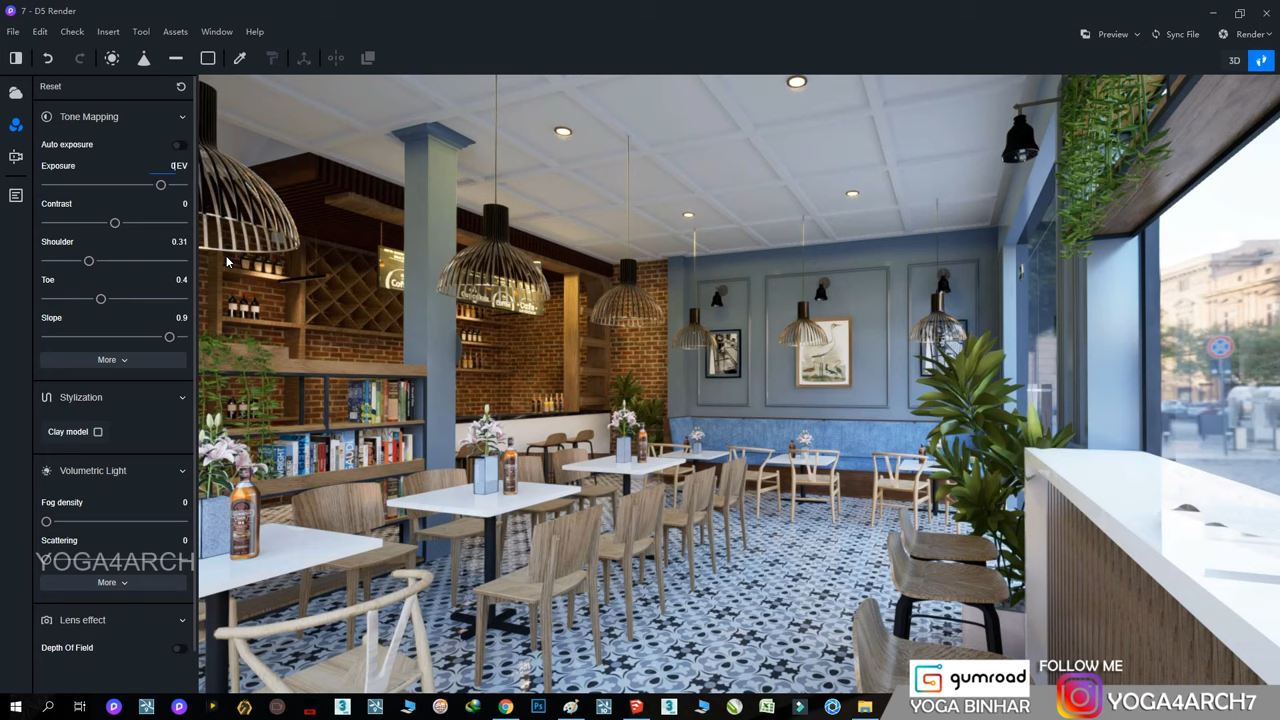 7 - D5 Render
File Edit Check Insert Tool Assets Window Help
Preview Sync File Render
3D
Reset
Tone Mapping
Auto exposure
Exposure 0 EV
Contrast 0
Shoulder 0.31
Toe 0.4
Slope 0.9
More
Stylization
Clay model
Volumetric Light
Fog density 0
Scattering 0
YOGA4ARCH
More
Lens effect
Depth Of Field
gumroad
YOGA BINHAR
FOLLOW ME
YOGA4ARCH7